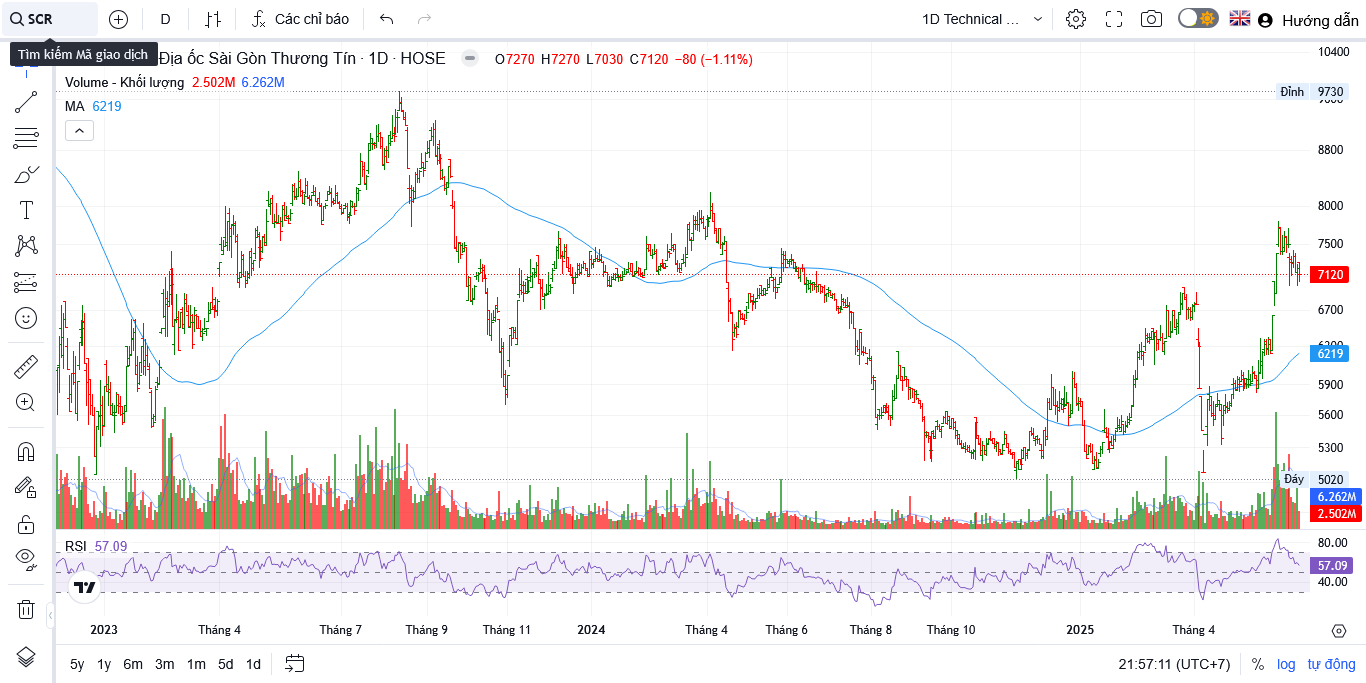 SCR D Các chỉ báo 1D Technical ... Hướng dẫn
Tìm kiếm Mã giao dịch
Địa ốc Sài Gòn Thương Tín · 1D · HOSE O7270 H7270 L7030 C7120 −80 (−1.11%)
Volume - Khối lượng 2.502M 6.262M
MA 6219
10400
Đỉnh 9730
8800
8000
7500
7120
6700
6219
5900
5600
5300
Đáy 5020
6.262M
2.502M
RSI 57.09
80.00
57.09
40.00
2023 Tháng 4 Tháng 7 Tháng 9 Tháng 11 2024 Tháng 4 Tháng 6 Tháng 8 Tháng 10 2025 Tháng 4
5y 1y 6m 3m 1m 5d 1d 21:57:11 (UTC+7) % log tự động